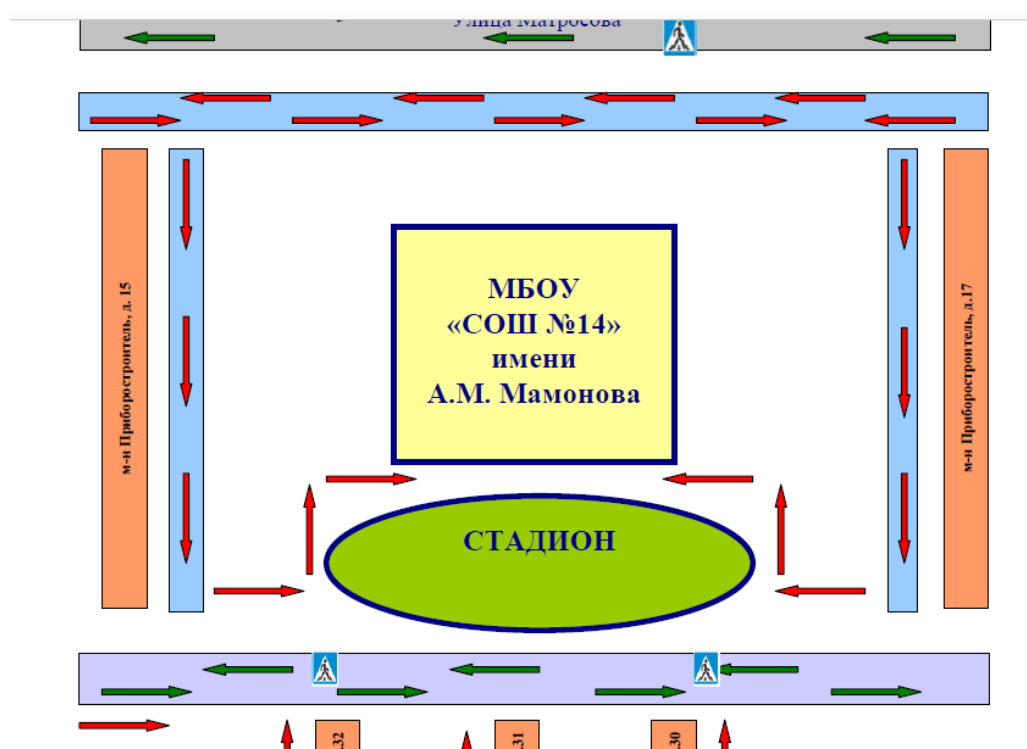 Улица Матросова
МБОУ
«СОШ №14»
имени
А.М. Мамонова
м-н Приборостроитель, д. 15
м-н Приборостроитель, д.17
СТАДИОН
.32
.31
.30